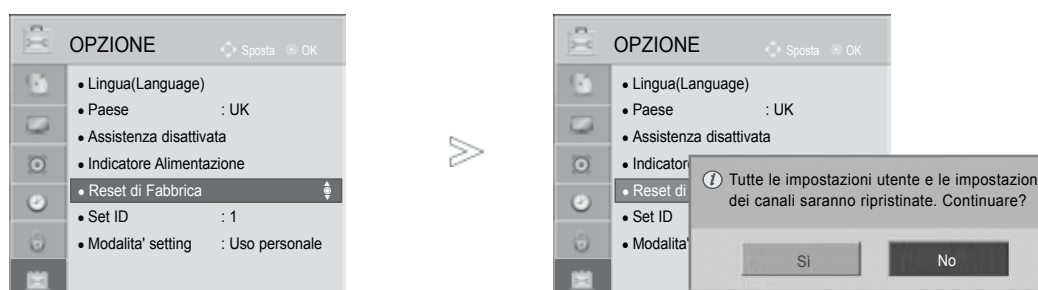 OPZIONE
Sposta OK
• Lingua(Language)
• Paese : UK
• Assistenza disattivata
• Indicatore Alimentazione
• Reset di Fabbrica
• Set ID : 1
• Modalita' setting : Uso personale
OPZIONE
Sposta OK
• Lingua(Language)
• Paese : UK
• Assistenza disattivata
• Indicator
• Reset di
• Set ID
• Modalita'
Tutte le impostazioni utente e le impostazion
dei canali saranno ripristinate. Continuare?
Sì
No